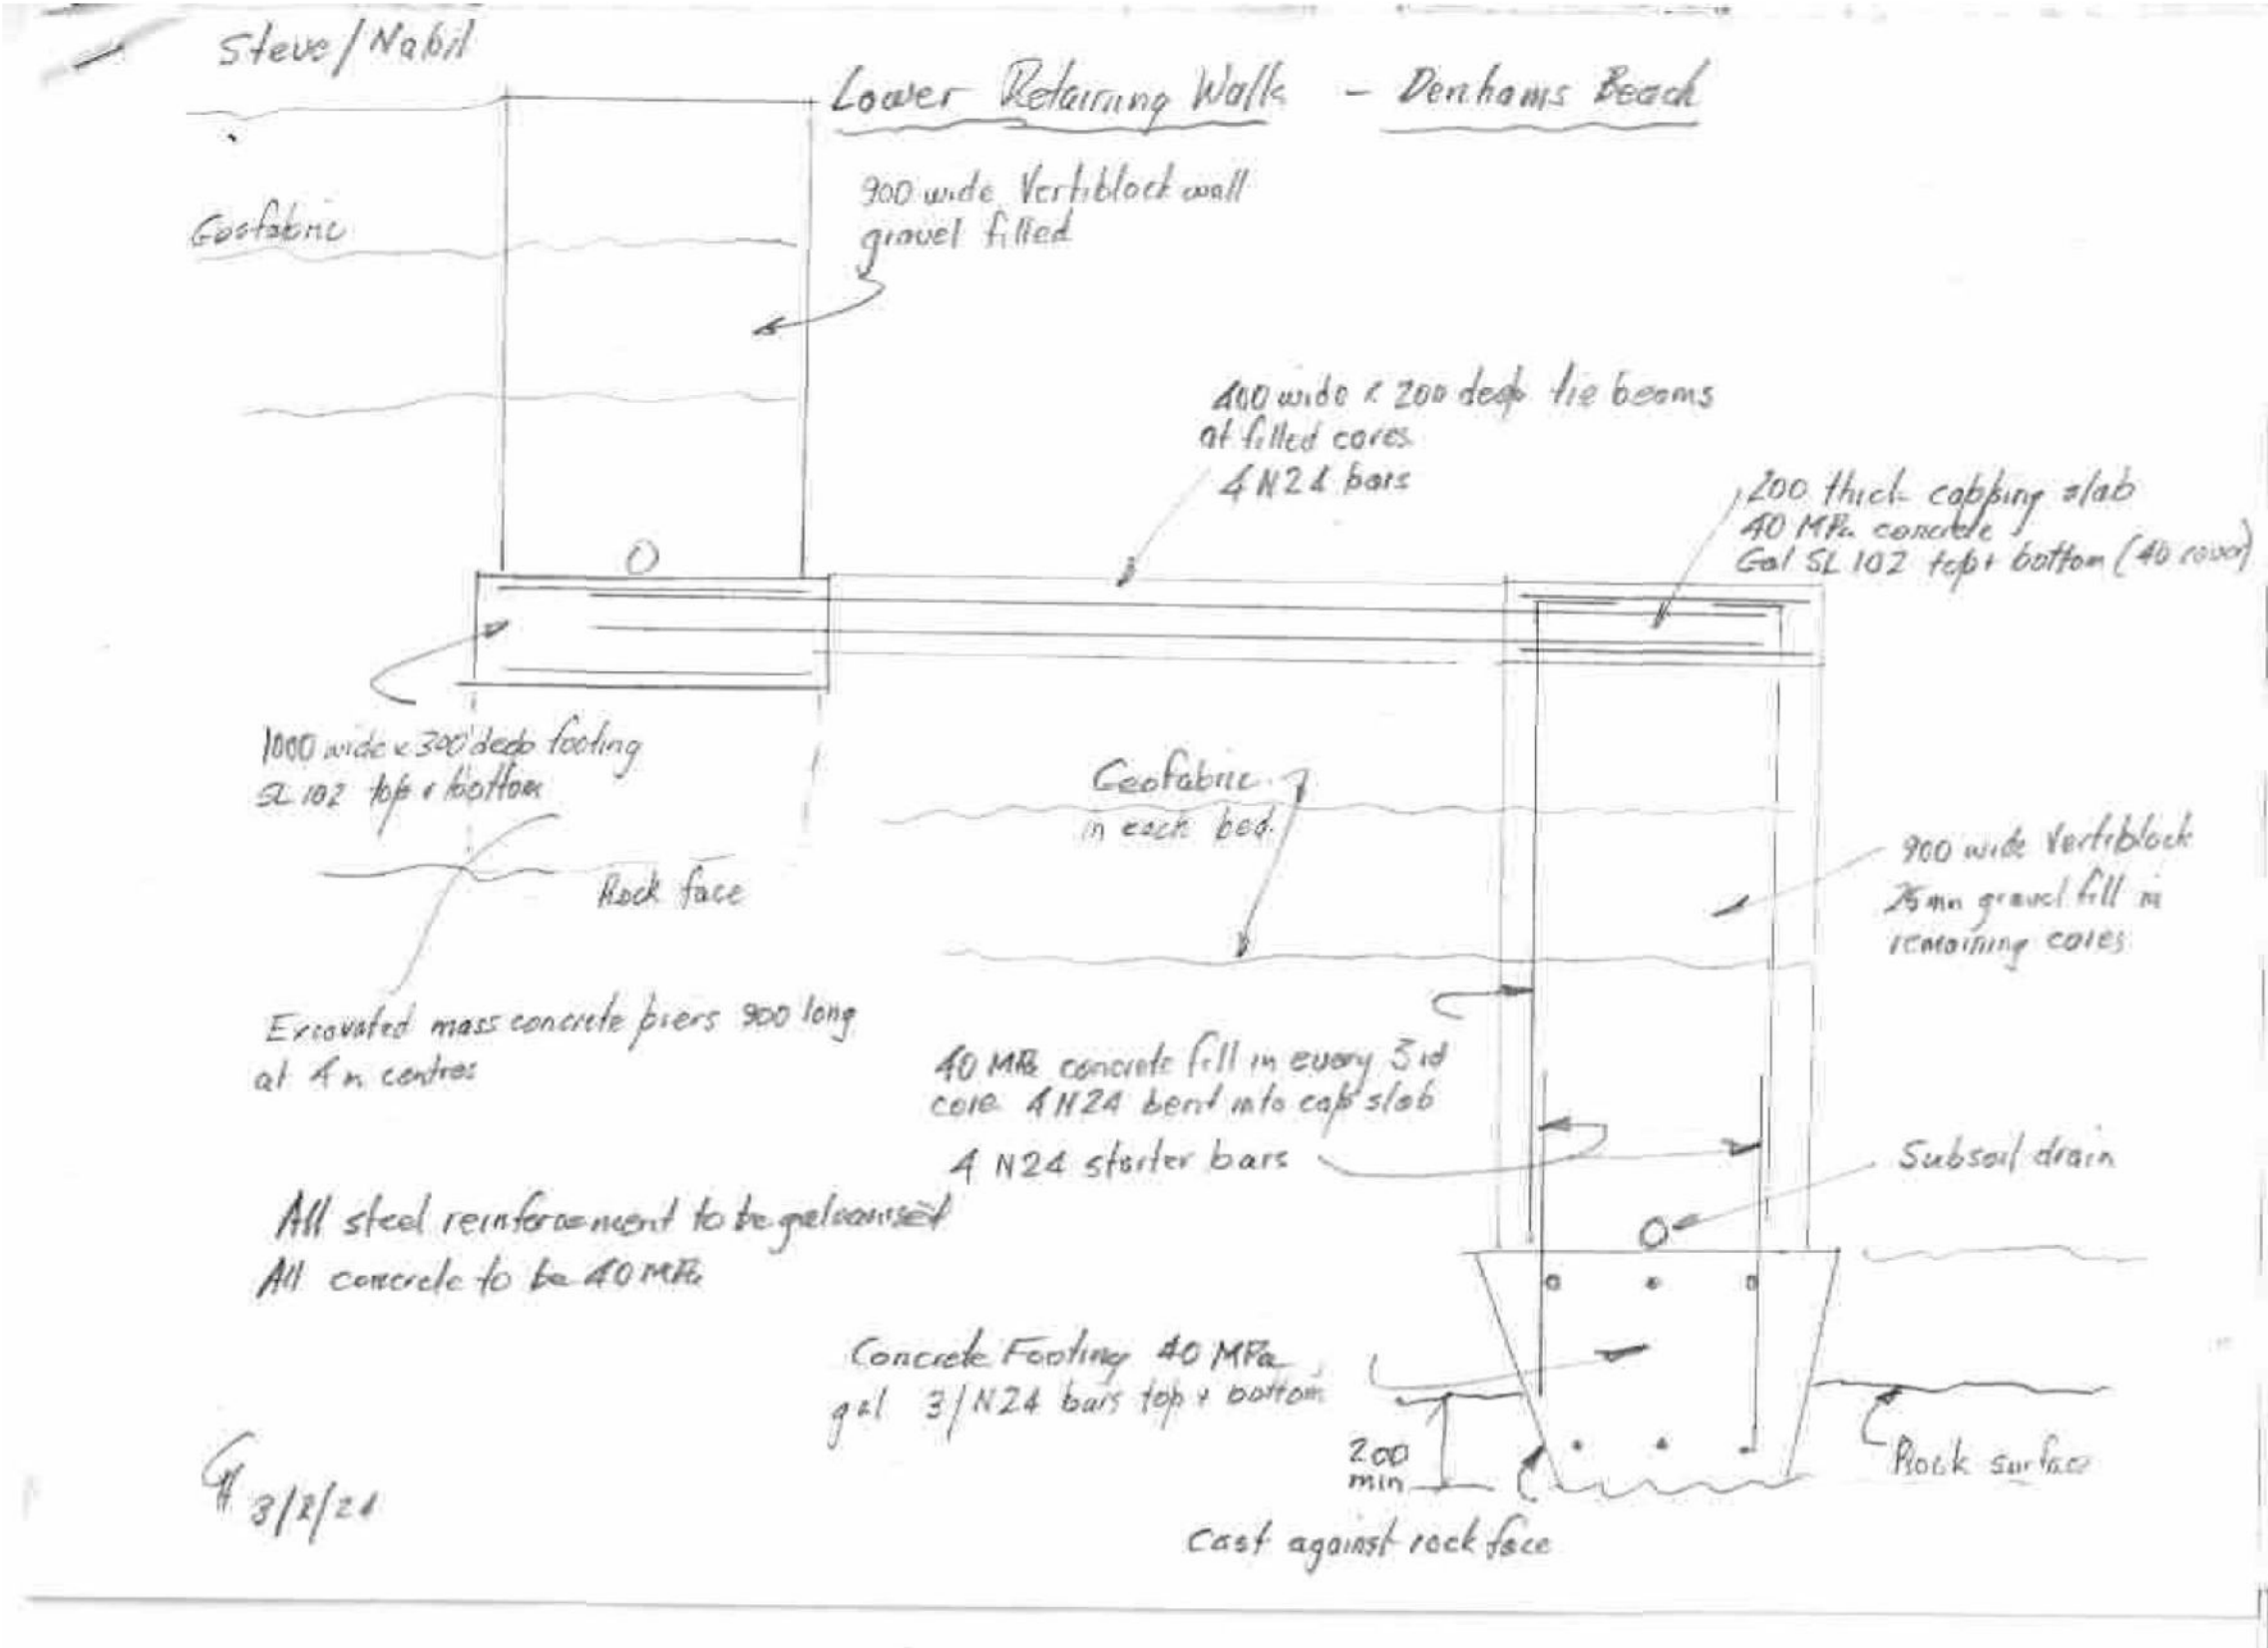 Steve/Nabil
Lower Retaining Walls - Denhams Beach
900 wide Vertiblock wall
gravel filled
Geofabric
400 wide x 200 deep tie beams
at filled cores
4 N24 bars
200 thick capping slab
40 MPa concrete
Gal SL 102 top + bottom (40 cover)
1000 wide x 300 deep footing
SL 102 top + bottom
Rock face
Geofabric
in each bed
900 wide Vertiblock
25mm gravel fill in
remaining cores
Excavated mass concrete piers 900 long
at 4m centres
40 MPa concrete fill in every 3rd
core 4N24 bent into cap slab
4 N24 starter bars
Subsoil drain
All steel reinforcement to be galvanised
All concrete to be 40 MPa
Concrete Footing 40 MPa
gal 3/N24 bars top + bottom
200
min
Rock surface
Cast against rock face